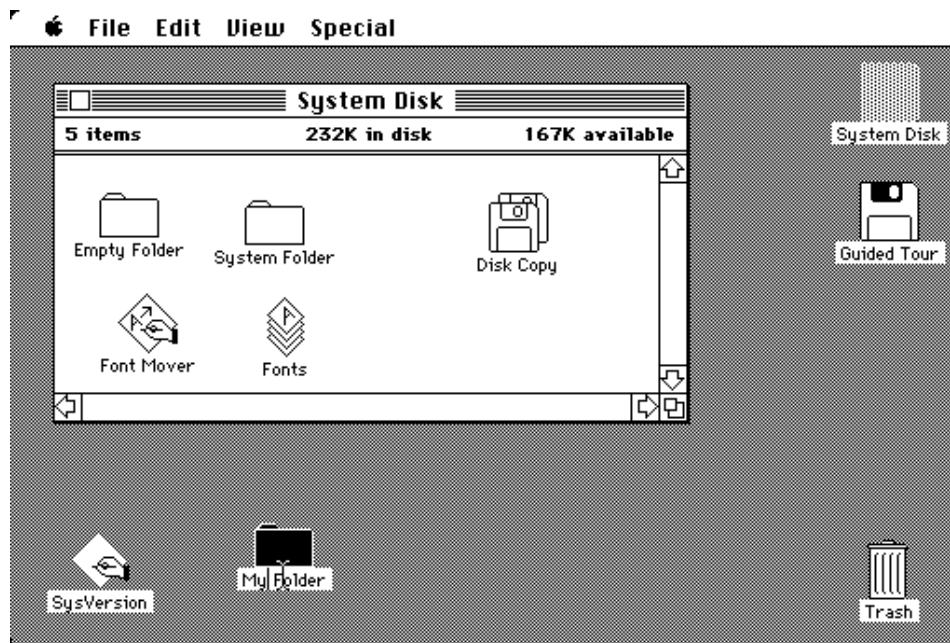 File Edit View Special
System Disk
5 items 232K in disk 167K available
System Disk
Empty Folder System Folder Disk Copy
Guided Tour
Font Mover Fonts
My Folder
SysVersion
Trash